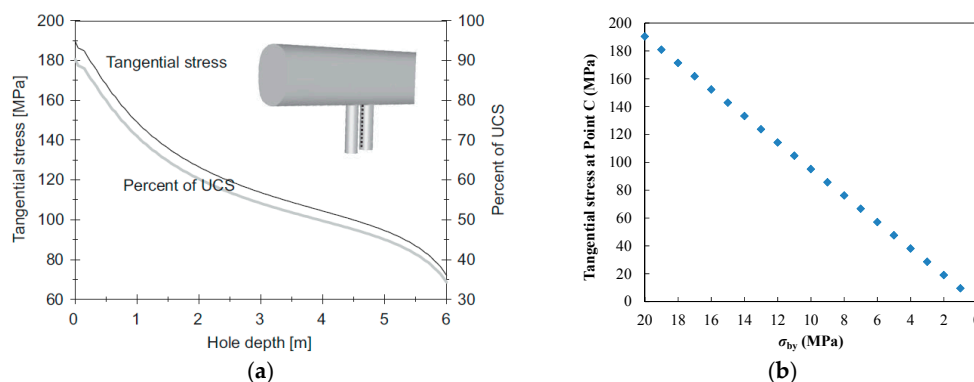 200
180
160
140
120
100
80
60
Tangential stress [MPa]
Tangential stress
Percent of UCS
100
90
80
70
60
50
40
30
Percent of UCS
0 1 2 3 4 5 6
Hole depth [m]
(a)
200
180
160
140
120
100
80
60
40
20
0
Tangential stress at Point C (MPa)
20 18 16 14 12 10 8 6 4 2
σby (MPa)
(b)